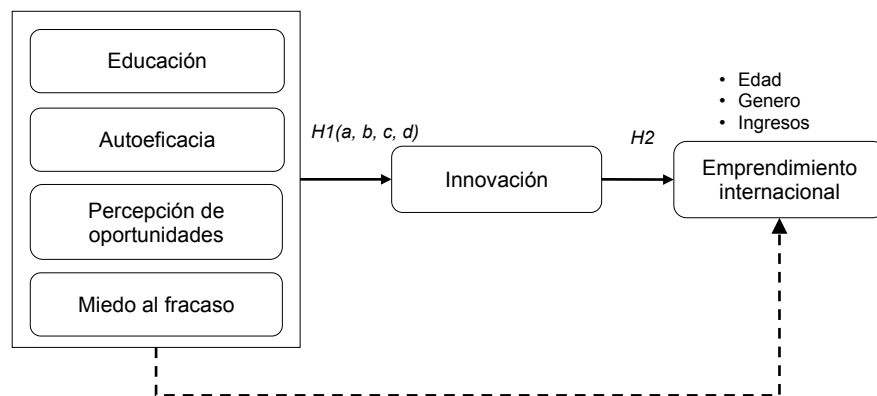 Educación
Autoeficacia
Percepción de
oportunidades
Miedo al fracaso
H1(a, b, c, d)
Innovación
H2
• Edad
• Genero
• Ingresos
Emprendimiento
internacional